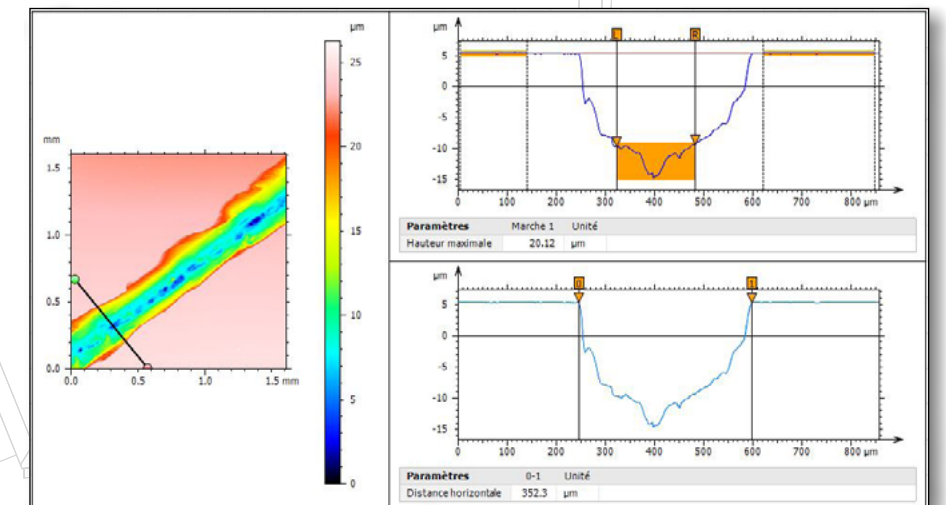 mm
1.5
1.0
0.5
0.0
0.0 0.5 1.0 1.5 mm
µm
25
20
15
10
5
0
µm
L R
5
0
-5
-10
-15
0 100 200 300 400 500 600 700 800 µm
Paramètres Marche 1 Unité
Hauteur maximale 20.12 µm
µm
0 1
5
0
-5
-10
-15
0 100 200 300 400 500 600 700 800 µm
Paramètres 0-1 Unité
Distance horizontale 352.3 µm